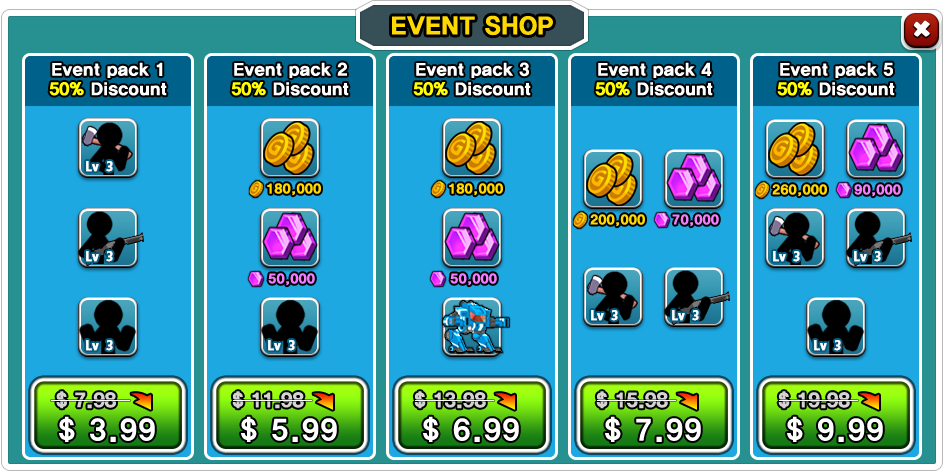 EVENT SHOP
Event pack 1
50% Discount
Lv 3
Lv 3
Lv 3
$ 7.98
$ 3.99
Event pack 2
50% Discount
180,000
50,000
Lv 3
$ 11.98
$ 5.99
Event pack 3
50% Discount
180,000
50,000
$ 13.98
$ 6.99
Event pack 4
50% Discount
200,000 70,000
Lv 3 Lv 3
$ 15.98
$ 7.99
Event pack 5
50% Discount
260,000 90,000
Lv 3 Lv 3
Lv 3
$ 19.98
$ 9.99